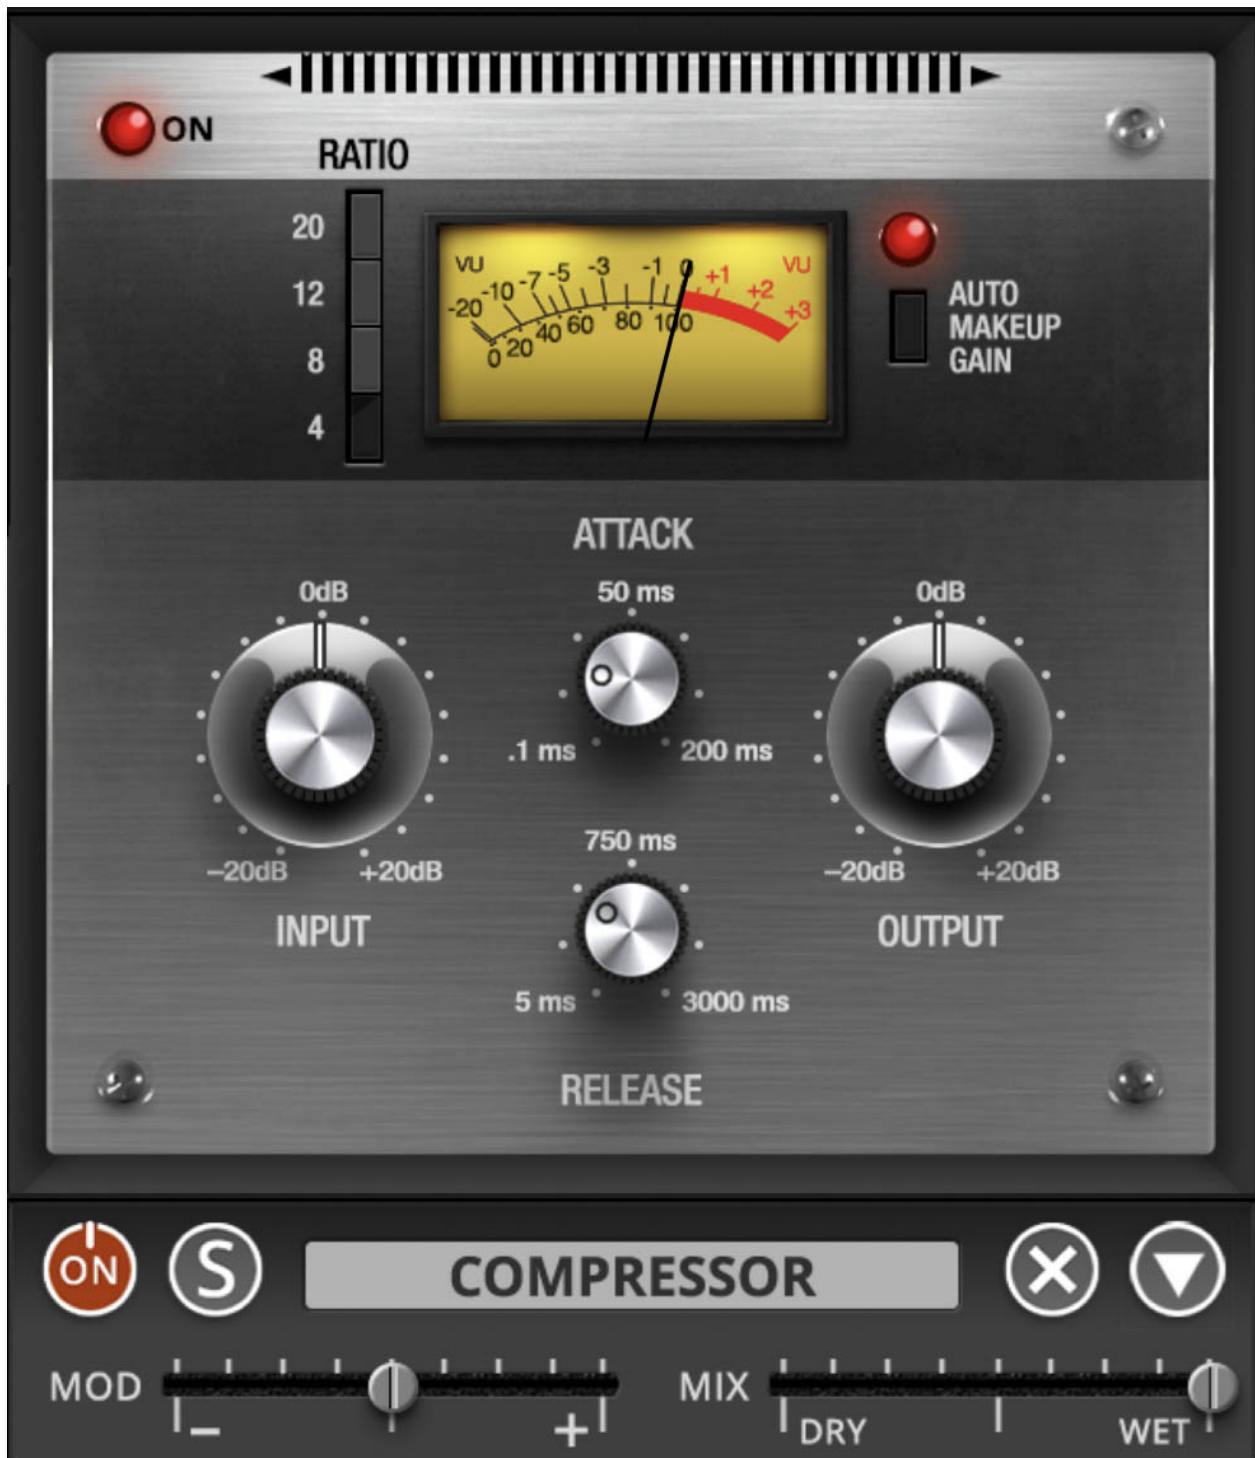 ON
RATIO
20
12
8
4
VU
-20 -10 -7 -5 -3 -1 0 +1 +2 +3
VU
0 20 40 60 80 100
AUTO
MAKEUP
GAIN
ATTACK
50 ms
.1 ms 200 ms
0dB
–20dB +20dB
INPUT
0dB
–20dB +20dB
OUTPUT
750 ms
5 ms 3000 ms
RELEASE
ON S COMPRESSOR
MOD
– +
MIX
DRY WET